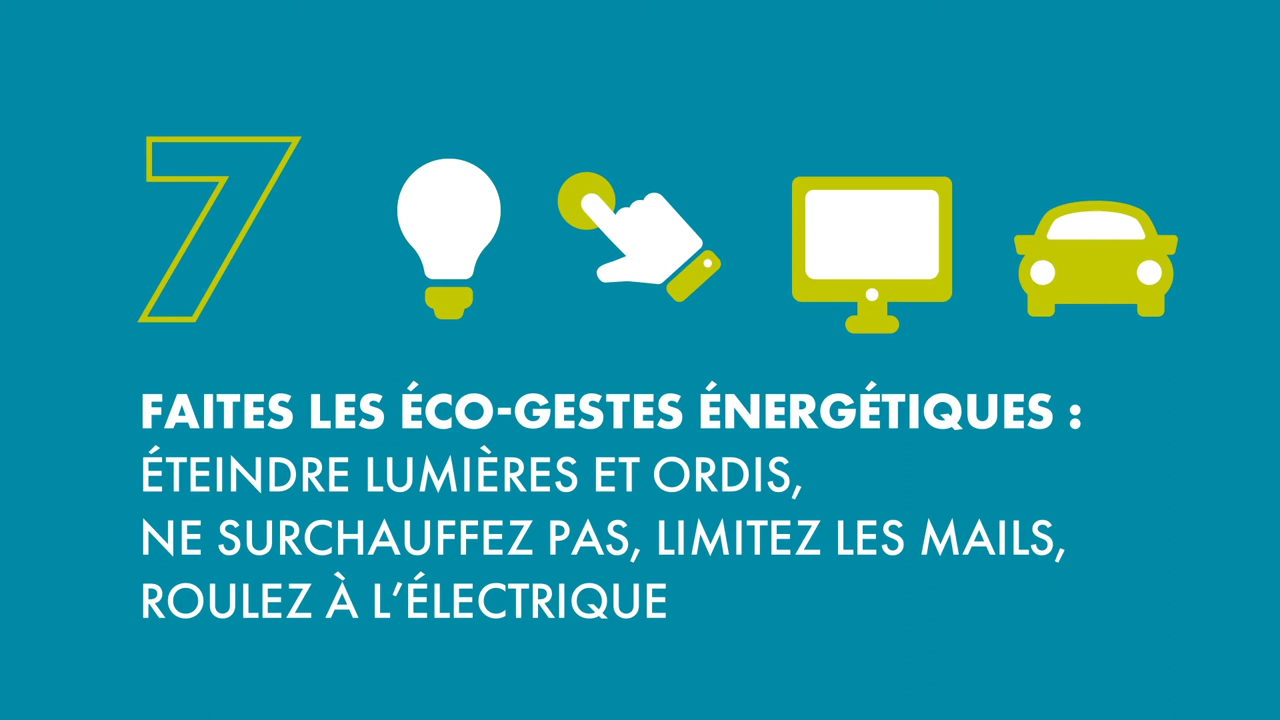 7
FAITES LES ÉCO-GESTES ÉNERGÉTIQUES :
ÉTEINDRE LUMIÈRES ET ORDIS,
NE SURCHAUFFEZ PAS, LIMITEZ LES MAILS,
ROULEZ À L’ÉLECTRIQUE